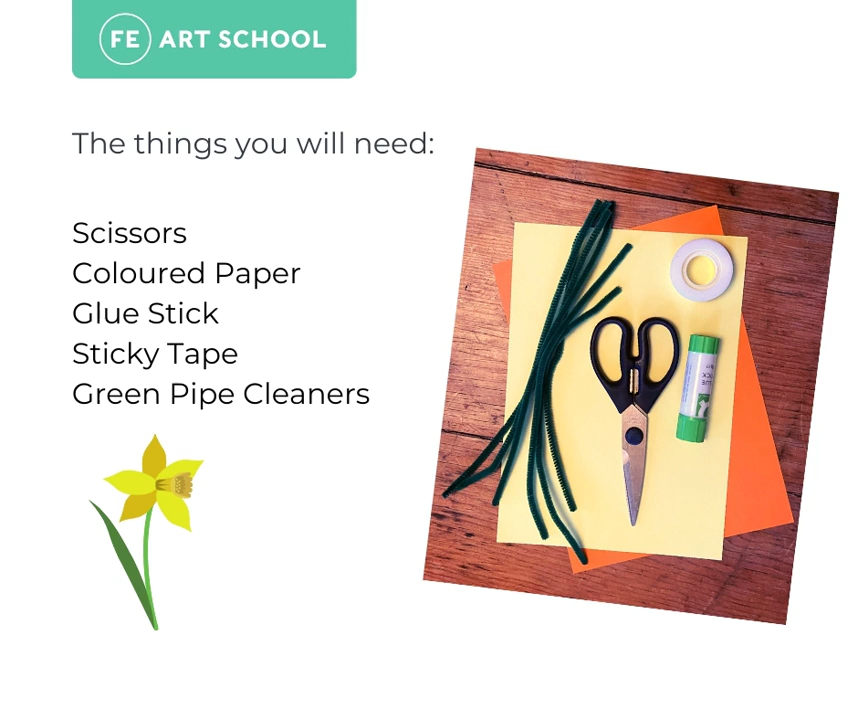 FE ART SCHOOL
The things you will need:
Scissors
Coloured Paper
Glue Stick
Sticky Tape
Green Pipe Cleaners